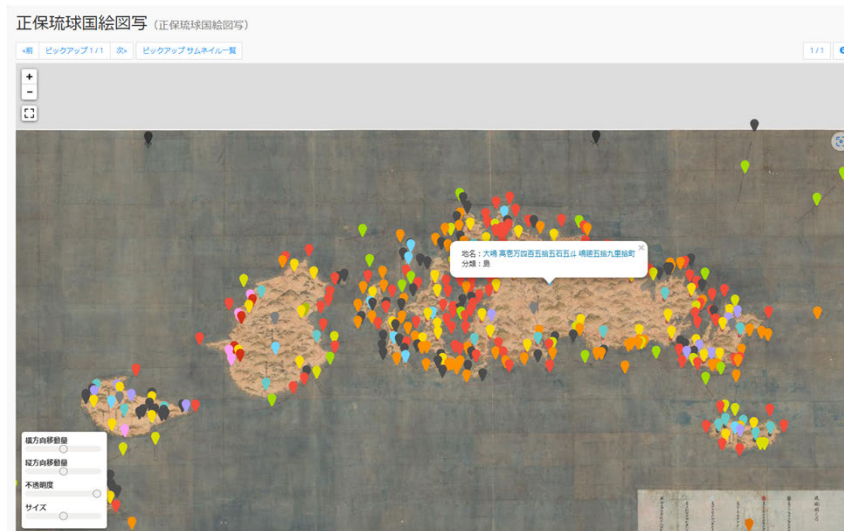 正保琉球国絵図写 (正保琉球国絵図写)
«前 ピックアップ 1 / 1 次» ピックアップ サムネイル一覧 1 / 1
+
−
地名：大嶋 高壱万四百五拾五石五斗 嶋廻五拾九里拾町 ×
分類：島
横方向移動量
縦方向移動量
不透明度
サイズ